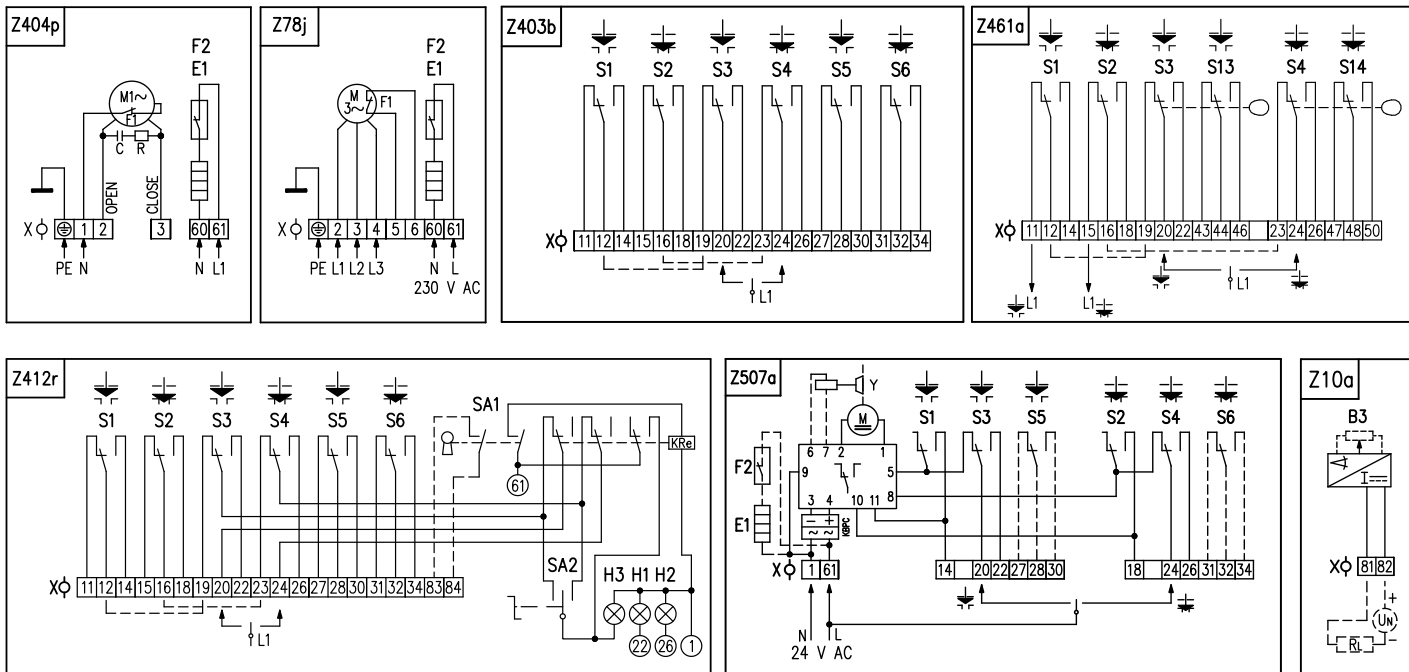 Z404p
F2
E1
M1~
F1
C R
OPEN
CLOSE
X 1 2 3 60 61
PE N N L1
Z78j
F2
E1
M
3~
F1
X 2 3 4 5 6 60 61
PE L1 L2 L3 N L
230 V AC
Z403b
S1 S2 S3 S4 S5 S6
X 11 12 14 15 16 18 19 20 22 23 24 26 27 28 30 31 32 34
L1
Z461a
S1 S2 S3 S13 S4 S14
X 11 12 14 15 16 18 19 20 22 43 44 46 23 24 26 47 48 50
L1 L1 L1
Z412r
S1 S2 S3 S4 S5 S6 SA1
KRe
61
X 11 12 14 15 16 18 19 20 22 23 24 26 27 28 30 31 32 34 83 84
L1
SA2
H3 H1 H2
22 26 1
Z507a
Y
M
S1 S3 S5 S2 S4 S6
6 7 2 1
F2 9 5
8
3 4 10 11
E1
− +
~ ~
KBPC
X 1 61 14 20 22 27 28 30 18 24 26 31 32 34
N L
24 V AC
Z10a
B3
I
X 81 82
+
UN
−
RL